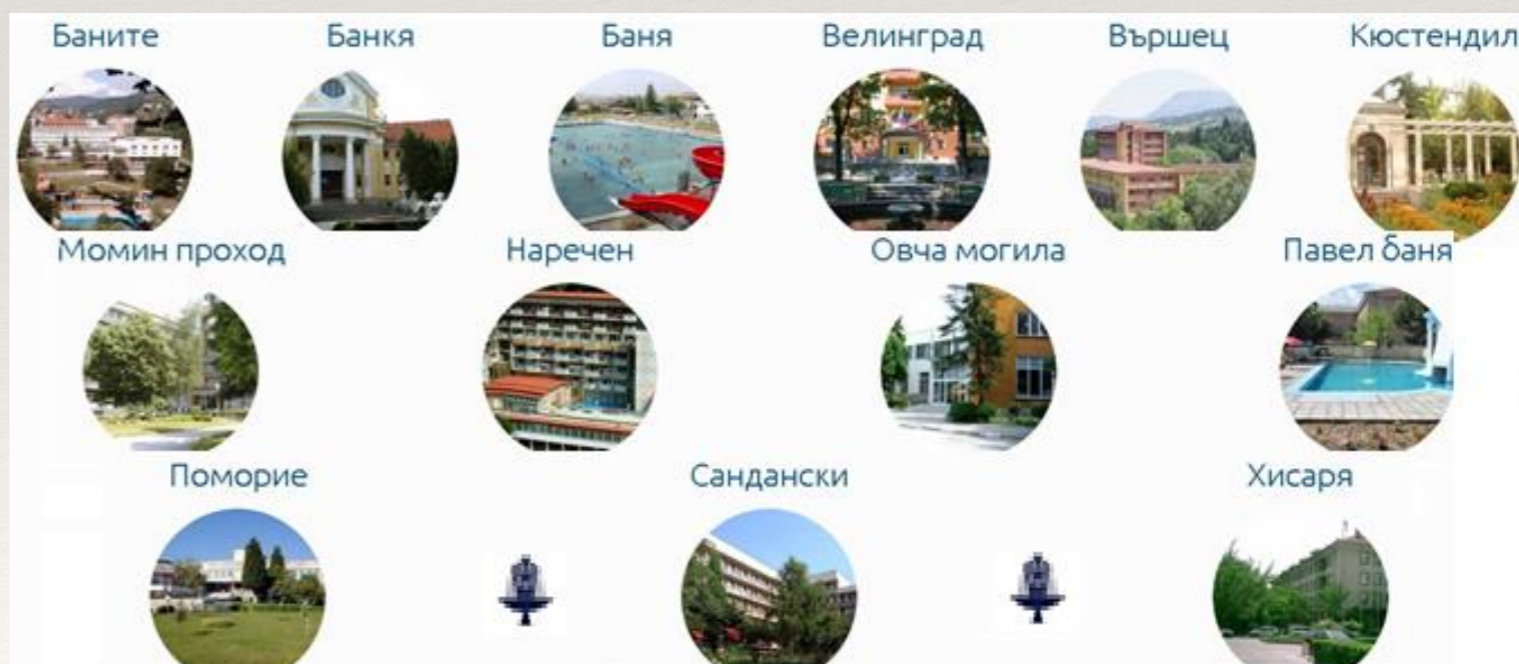 Баните Банкя Баня Велинград Вършец Кюстендил
Момин проход Наречен Овча могила Павел баня
Поморие Сандански Хисаря